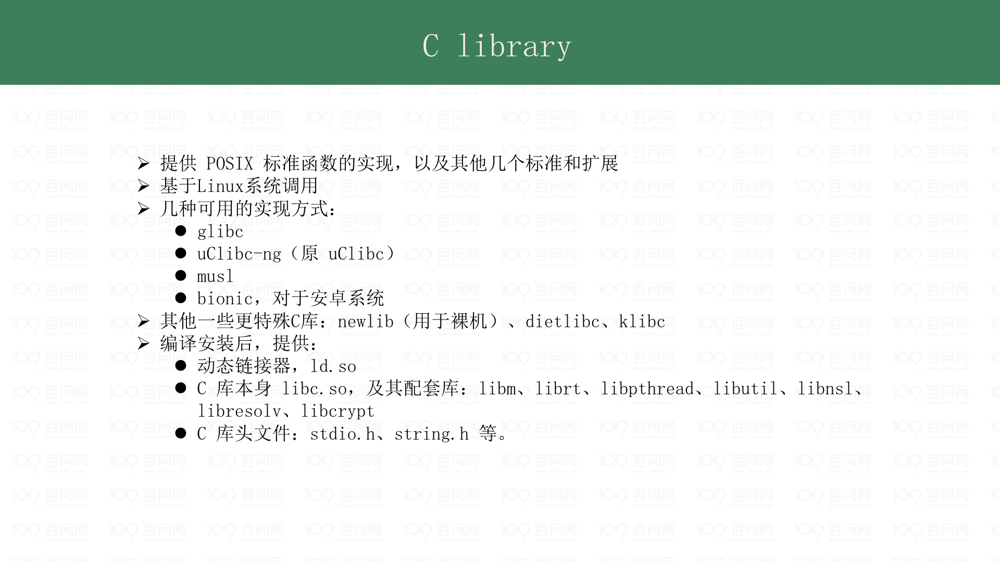 C library
➢ 提供 POSIX 标准函数的实现，以及其他几个标准和扩展
➢ 基于Linux系统调用
➢ 几种可用的实现方式：
● glibc
● uClibc-ng（原 uClibc）
● musl
● bionic，对于安卓系统
➢ 其他一些更特殊C库：newlib（用于裸机）、dietlibc、klibc
➢ 编译安装后，提供：
● 动态链接器，ld.so
● C 库本身 libc.so，及其配套库：libm、librt、libpthread、libutil、libnsl、
libresolv、libcrypt
● C 库头文件：stdio.h、string.h 等。